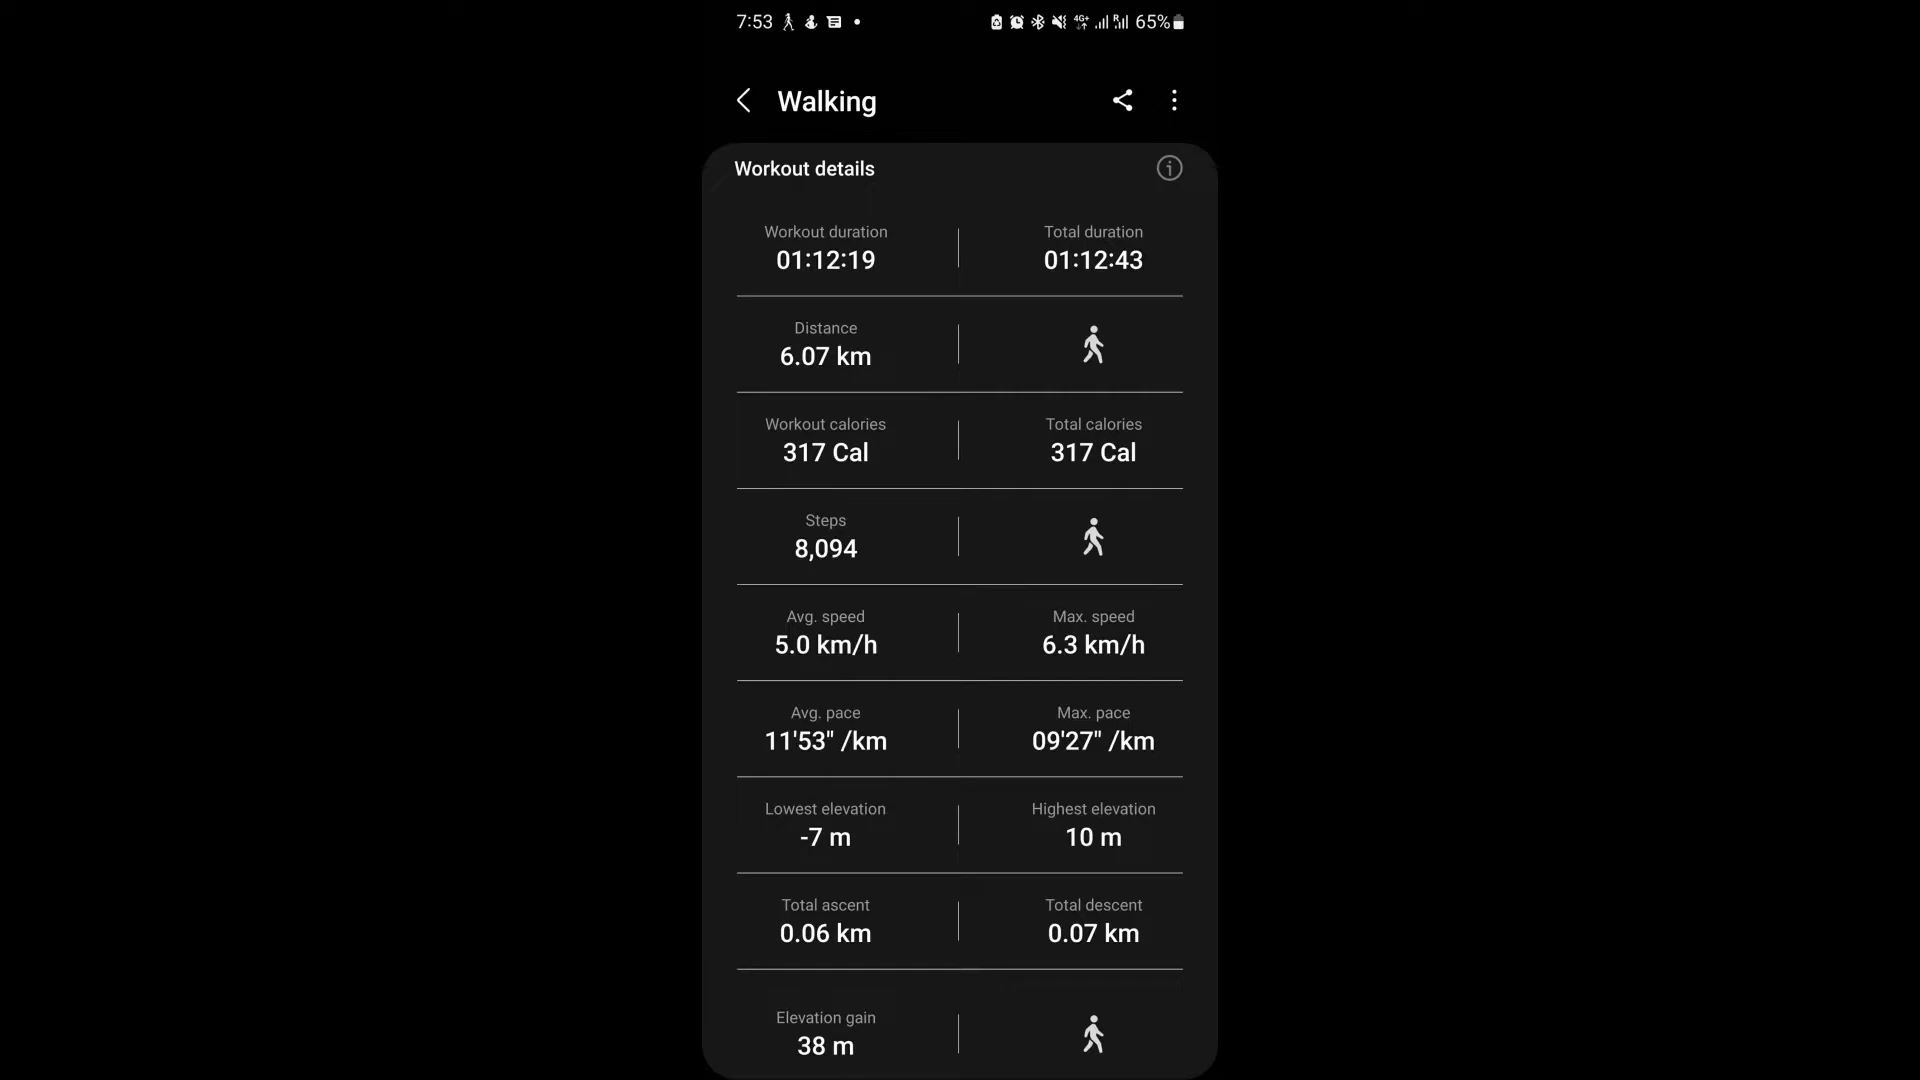 7:53 4G+ R 65%
Walking
Workout details
Workout duration Total duration
01:12:19 01:12:43
Distance
6.07 km
Workout calories Total calories
317 Cal 317 Cal
Steps
8,094
Avg. speed Max. speed
5.0 km/h 6.3 km/h
Avg. pace Max. pace
11'53" /km 09'27" /km
Lowest elevation Highest elevation
-7 m 10 m
Total ascent Total descent
0.06 km 0.07 km
Elevation gain
38 m